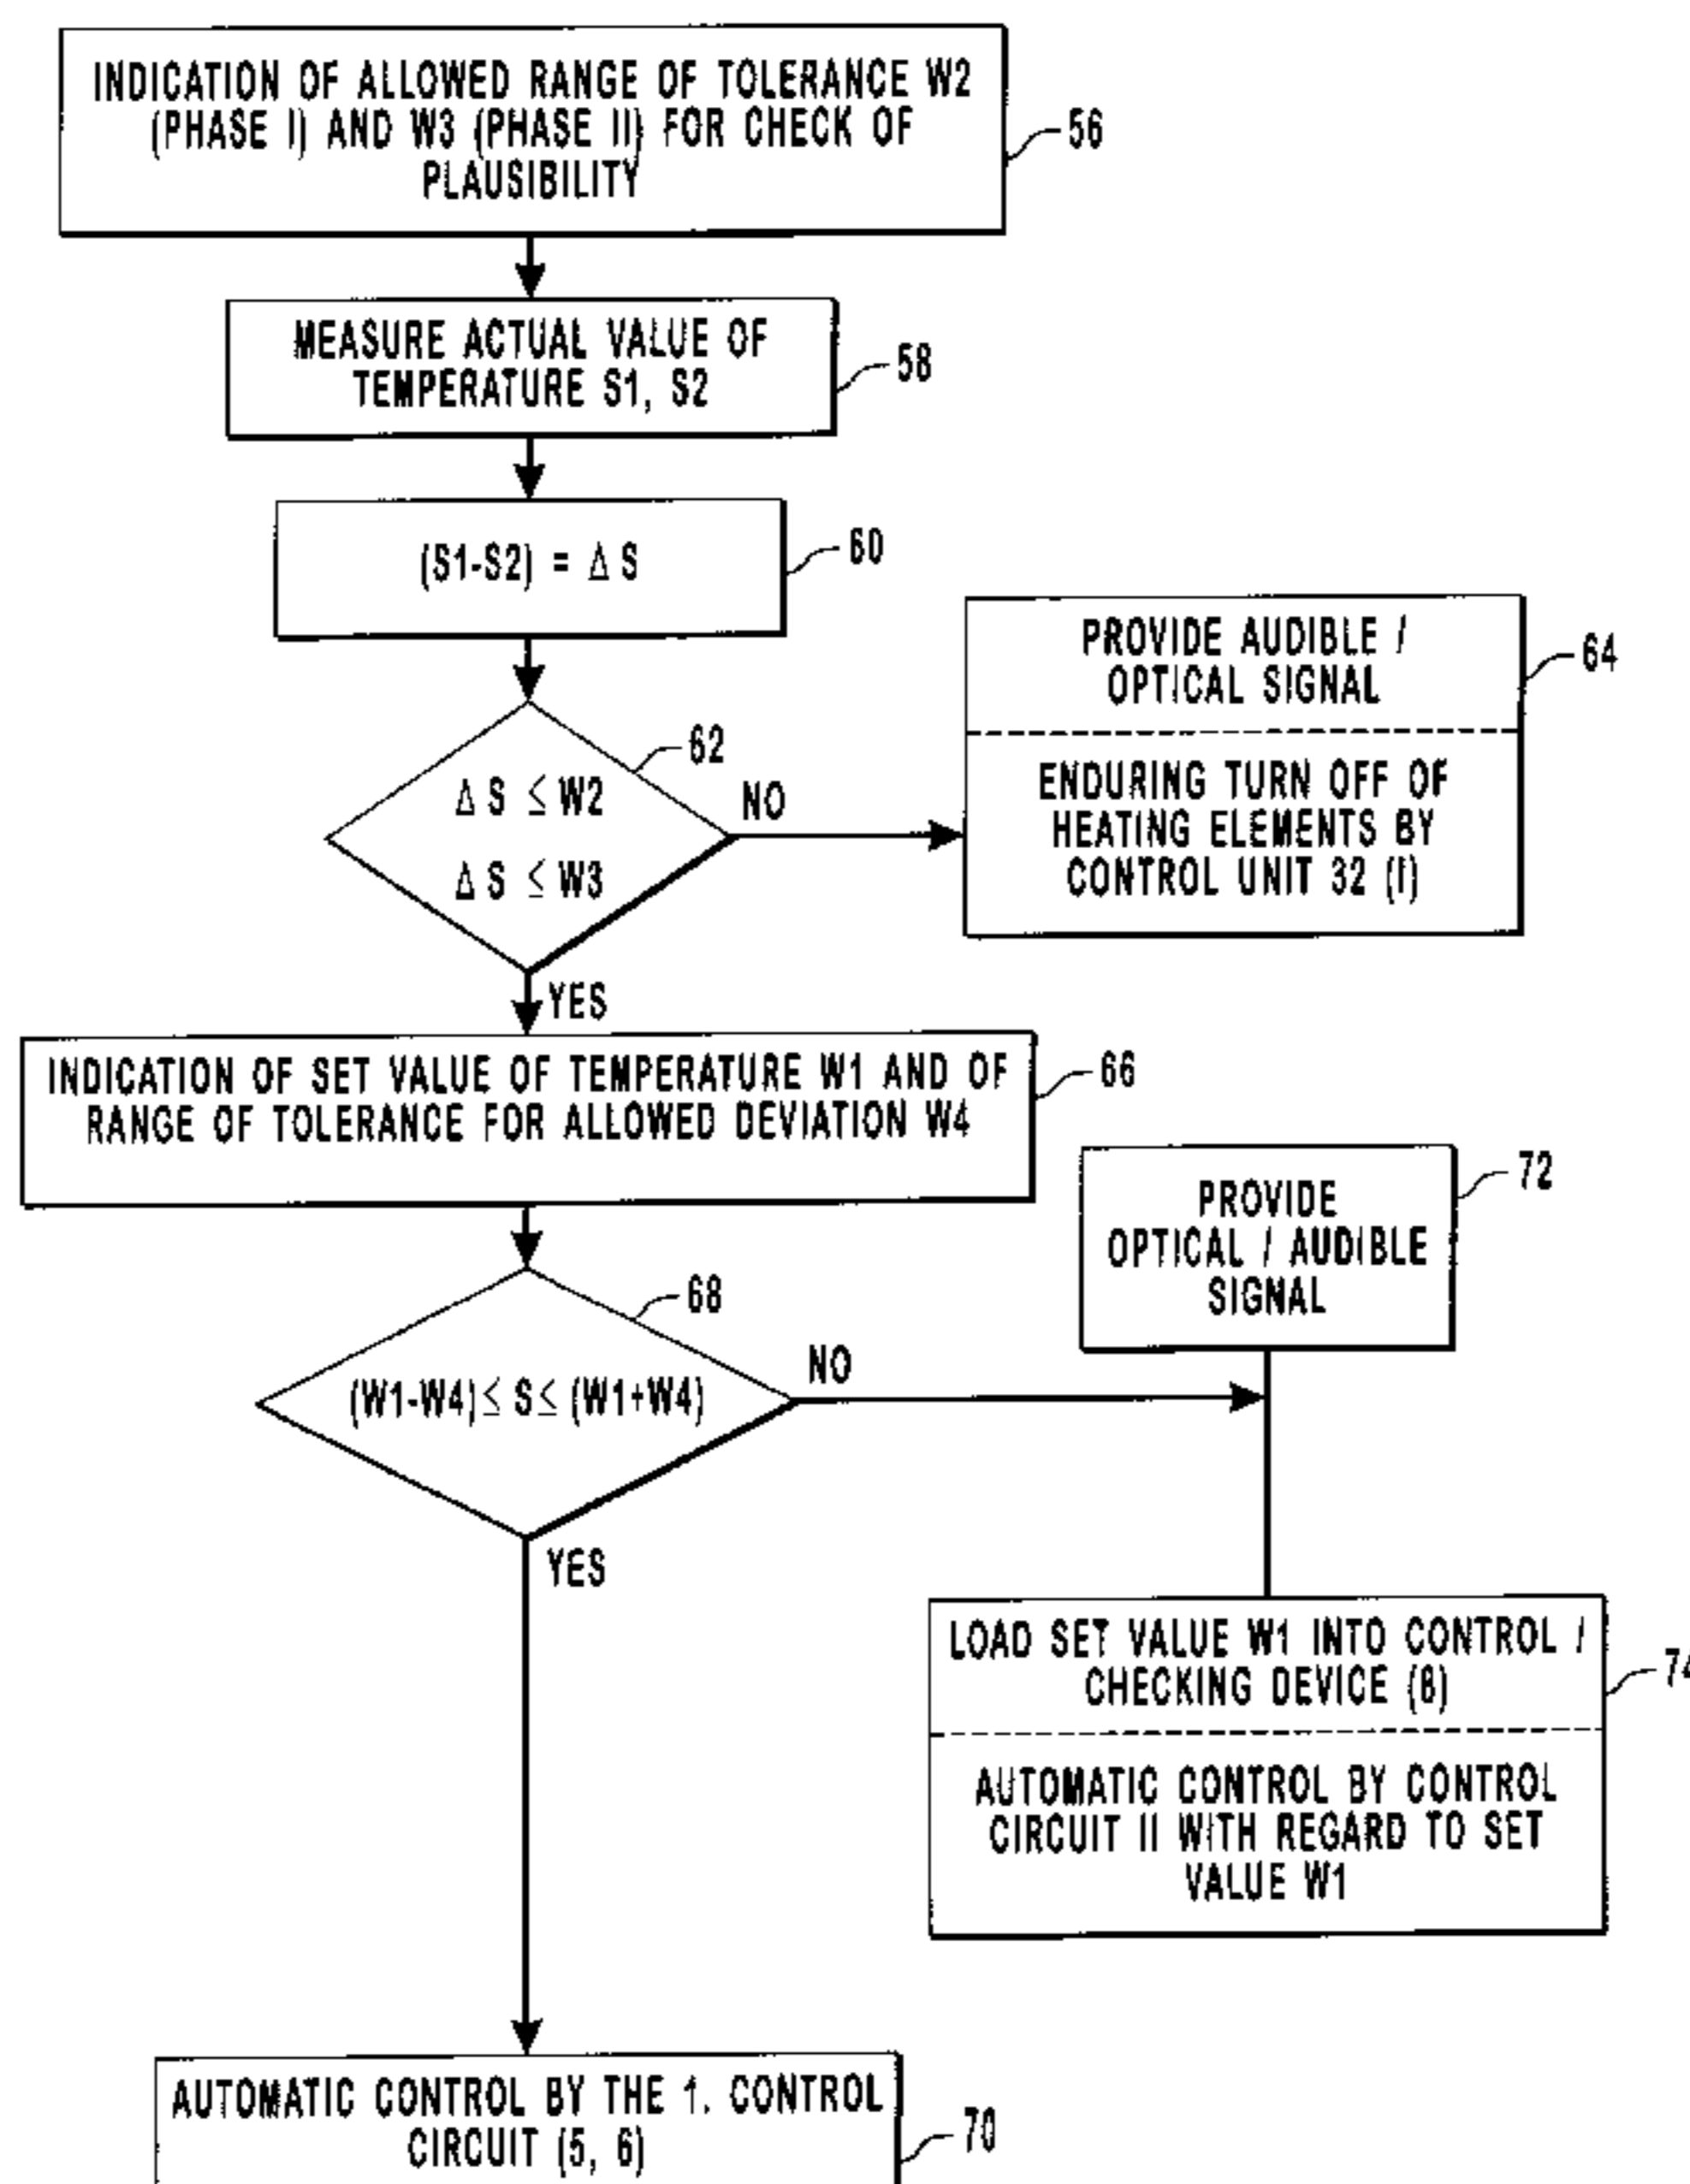 INDICATION OF ALLOWED RANGE OF TOLERANCE W2
(PHASE I) AND W3 (PHASE II) FOR CHECK OF
PLAUSIBILITY
56
MEASURE ACTUAL VALUE OF
TEMPERATURE S1, S2
58
(S1-S2) = Δ S
60
62
Δ S ≤ W2
Δ S ≤ W3
NO
YES
PROVIDE AUDIBLE /
OPTICAL SIGNAL
ENDURING TURN OFF OF
HEATING ELEMENTS BY
CONTROL UNIT 32 (I)
64
INDICATION OF SET VALUE OF TEMPERATURE W1 AND OF
RANGE OF TOLERANCE FOR ALLOWED DEVIATION W4
66
68
(W1-W4) ≤ S ≤ (W1+W4)
NO
YES
PROVIDE
OPTICAL / AUDIBLE
SIGNAL
72
LOAD SET VALUE W1 INTO CONTROL /
CHECKING DEVICE (8)
AUTOMATIC CONTROL BY CONTROL
CIRCUIT II WITH REGARD TO SET
VALUE W1
74
AUTOMATIC CONTROL BY THE 1. CONTROL
CIRCUIT (5, 6)
70